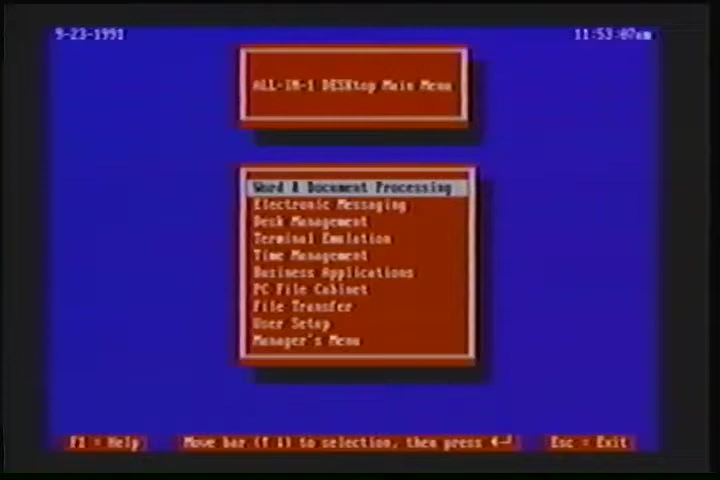 9-23-1991 11:53:07am
ALL-IN-1 DESKtop Main Menu
Word & Document Processing
Electronic Messaging
Desk Management
Terminal Emulation
Time Management
Business Applications
PC File Cabinet
File Transfer
User Setup
Manager's Menu
F1 = Help Move bar (↑ ↓) to selection, then press ◄─┘ Esc = Exit